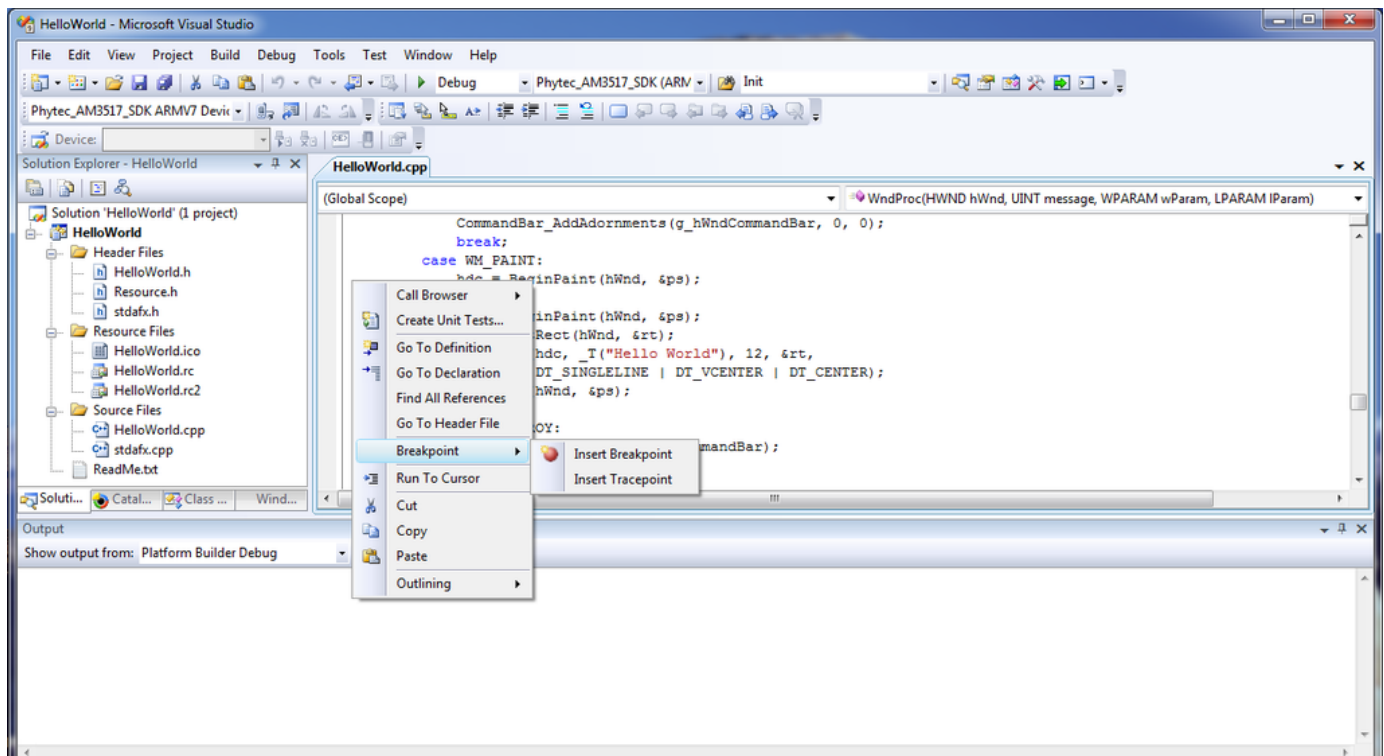 HelloWorld - Microsoft Visual Studio
File Edit View Project Build Debug Tools Test Window Help
Debug Phytec_AM3517_SDK (ARMV Init
Phytec_AM3517_SDK ARMV7 Devic
Device:
Solution Explorer - HelloWorld
HelloWorld.cpp
(Global Scope) WndProc(HWND hWnd, UINT message, WPARAM wParam, LPARAM lParam)
Solution 'HelloWorld' (1 project)
HelloWorld
Header Files
HelloWorld.h
Resource.h
stdafx.h
Resource Files
HelloWorld.ico
HelloWorld.rc
HelloWorld.rc2
Source Files
HelloWorld.cpp
stdafx.cpp
ReadMe.txt
Soluti... Catal... Class ... Wind...
CommandBar_AddAdornments(g_hWndCommandBar, 0, 0);
break;
case WM_PAINT:
hdc = BeginPaint(hWnd, &ps);
inPaint(hWnd, &ps);
Rect(hWnd, &rt);
hdc, _T("Hello World"), 12, &rt,
DT_SINGLELINE | DT_VCENTER | DT_CENTER);
hWnd, &ps);
OY:
mandBar);
Call Browser
Create Unit Tests...
Go To Definition
Go To Declaration
Find All References
Go To Header File
Breakpoint
Run To Cursor
Cut
Copy
Paste
Outlining
Insert Breakpoint
Insert Tracepoint
Output
Show output from: Platform Builder Debug